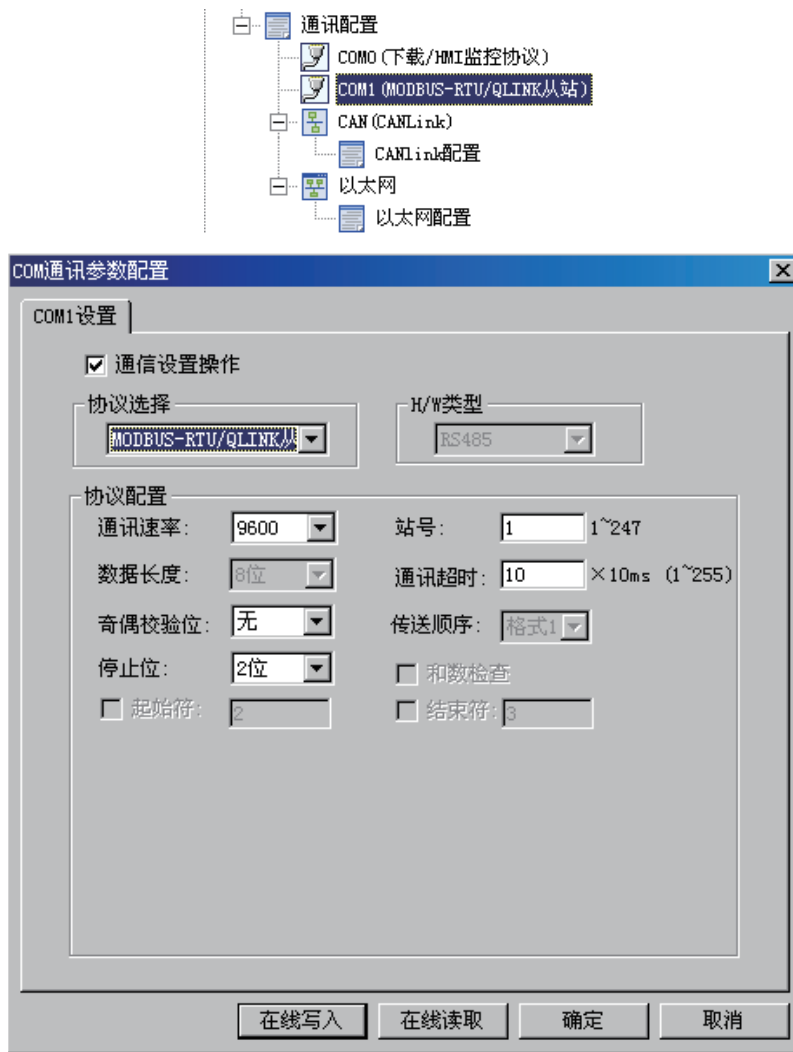 通讯配置
COM0(下载/HMI监控协议)
COM1(MODBUS-RTU/QLINK从站)
CAN(CANLink)
CANlink配置
以太网
以太网配置
COM通讯参数配置
COM1设置
通信设置操作
协议选择 H/W类型
MODBUS-RTU/QLINK从 RS485
协议配置
通讯速率: 9600 站号: 1 1~247
数据长度: 8位 通讯超时: 10 ×10ms (1~255)
奇偶校验位: 无 传送顺序: 格式1
停止位: 2位 和数检查
起始符: 2 结束符: 3
在线写入 在线读取 确定 取消